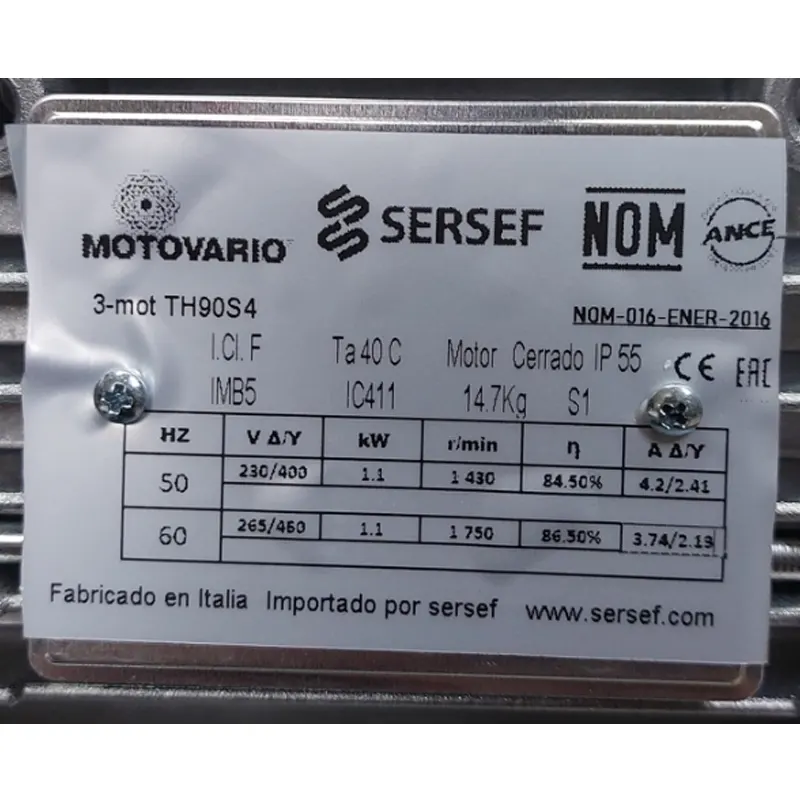 MOTOVARIO SERSEF NOM ANCE
3-mot TH90S4 NOM-016-ENER-2016
I.Cl. F Ta 40 C Motor Cerrado IP 55 CE EAC
IMB5 IC411 14.7Kg S1
HZ V Δ/Y kW r/min η A Δ/Y
50 230/400 1.1 1 430 84.50% 4.2/2.41
60 265/460 1.1 1 750 86.50% 3.74/2.13
Fabricado en Italia Importado por sersef www.sersef.com